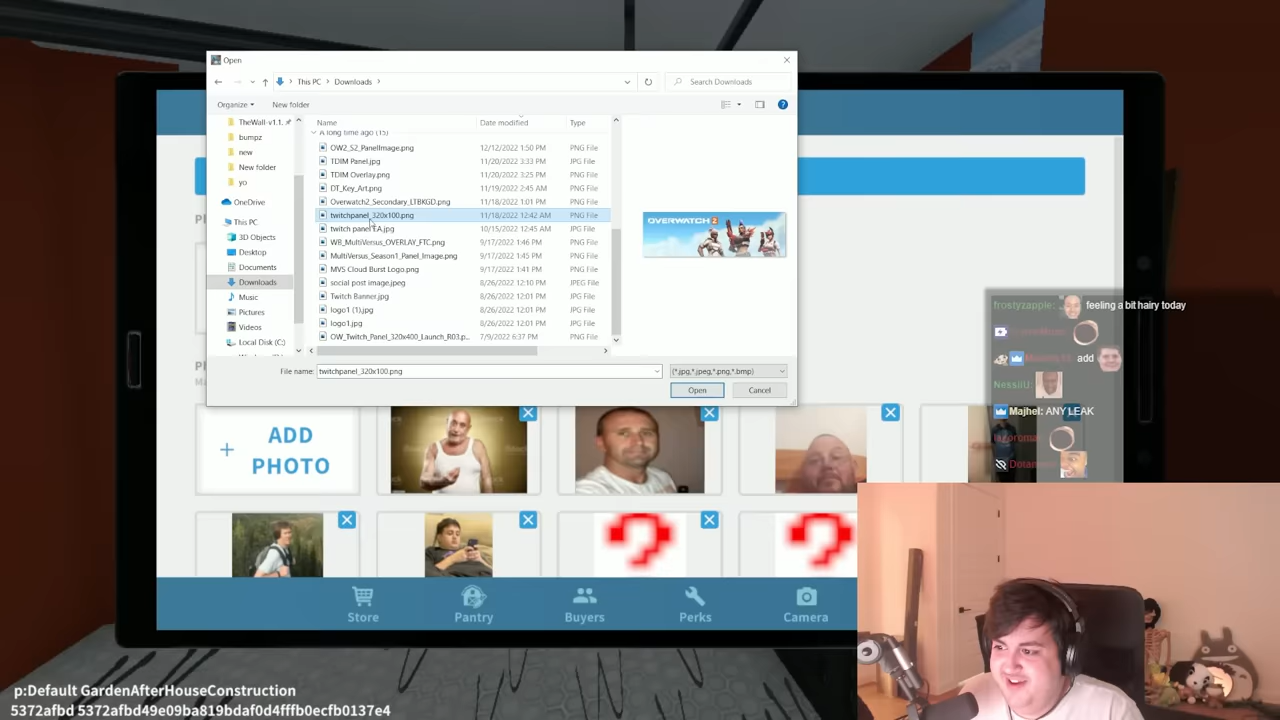 Open
This PC > Downloads >
Search Downloads
Organize
New folder
TheWall-v1.1.
bumpz
new
New folder
yo
OneDrive
This PC
3D Objects
Desktop
Documents
Downloads
Music
Pictures
Videos
Local Disk (C:)
Name Date modified Type
A long time ago (15)
OW2_S2_PanelImage.png 12/12/2022 1:50 PM PNG File
TDIM Panel.jpg 11/20/2022 3:33 PM JPG File
TDIM Overlay.png 11/20/2022 3:25 PM PNG File
DT_Key_Art.png 11/19/2022 2:45 AM PNG File
Overwatch2_Secondary_LTBKGD.png 11/18/2022 1:01 PM PNG File
twitchpanel_320x100.png 11/18/2022 12:42 AM PNG File
twitch panel EA.jpg 10/15/2022 12:45 AM JPG File
WB_MultiVersus_OVERLAY_FTC.png 9/17/2022 1:46 PM PNG File
MultiVersus_Season1_Panel_Image.png 9/17/2022 1:45 PM PNG File
MVS Cloud Burst Logo.png 9/17/2022 1:41 PM PNG File
social post image.jpeg 8/26/2022 12:10 PM JPEG File
Twitch Banner.jpg 8/26/2022 12:01 PM JPG File
logo1 (1).jpg 8/26/2022 12:01 PM JPG File
logo1.jpg 8/26/2022 12:01 PM JPG File
OW_Twitch_Panel_320x400_Launch_R03.p... 7/9/2022 6:37 PM PNG File
OVERWATCH 2
File name: twitchpanel_320x100.png
(*.jpg,*.jpeg,*.png,*.bmp)
Open
Cancel
+ ADD
PHOTO
Store
Pantry
Buyers
Perks
Camera
frostyzapple: feeling a bit hairy today
add
Majhel: ANY LEAK
p:Default GardenAfterHouseConstruction
5372afbd 5372afbd49e09ba819bdaf0d4fffb0ecfb0137e4